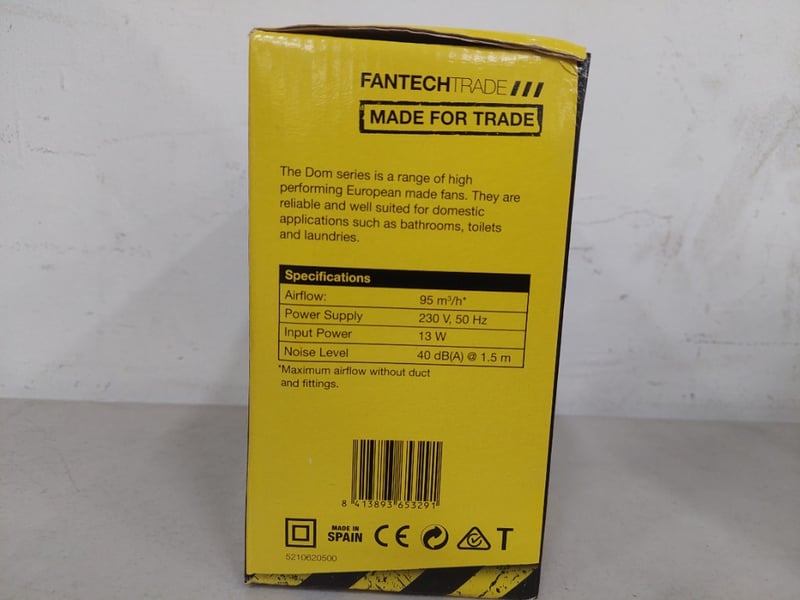 FANTECHTRADE
MADE FOR TRADE
The Dom series is a range of high
performing European made fans. They are
reliable and well suited for domestic
applications such as bathrooms, toilets
and laundries.
Specifications
Airflow: 95 m³/h*
Power Supply 230 V, 50 Hz
Input Power 13 W
Noise Level 40 dB(A) @ 1.5 m
*Maximum airflow without duct
and fittings.
8 413893 653291
MADE IN
SPAIN CE T
5210620500